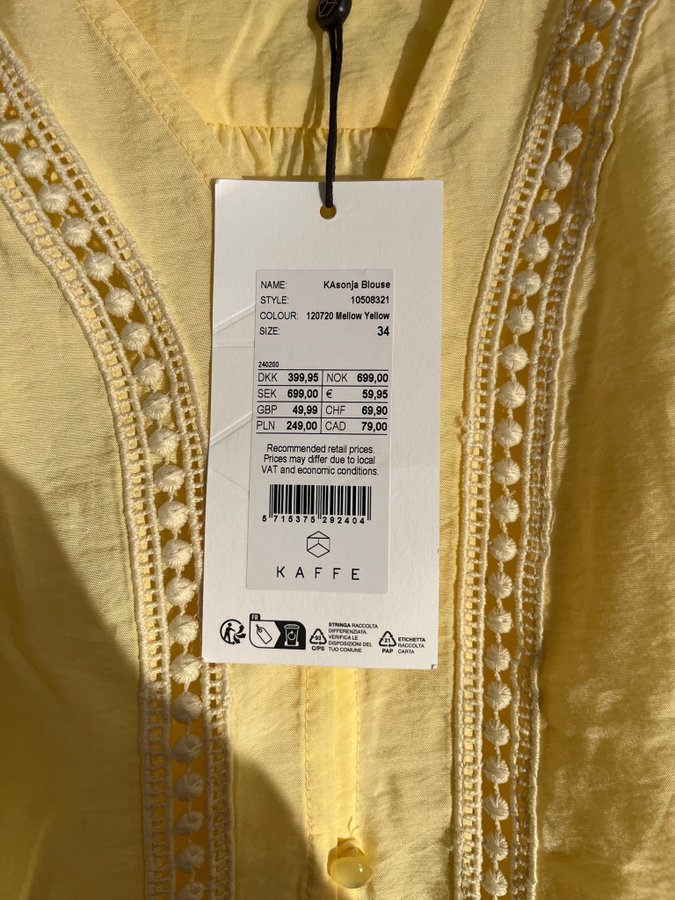 NAME: KAsonja Blouse
STYLE: 10508321
COLOUR: 120720 Mellow Yellow
SIZE: 34
240200
DKK 399,95 NOK 699,00
SEK 699,00 € 59,95
GBP 49,99 CHF 69,90
PLN 249,00 CAD 79,00
Recommended retail prices.
Prices may differ due to local
VAT and economic conditions.
5 715375 292404
KAFFE
FR
93
C/PS
STRINGA RACCOLTA
DIFFERENZIATA.
VERIFICA LE
DISPOSIZIONI DEL
TUO COMUNE
21
PAP
ETICHETTA
RACCOLTA
CARTA